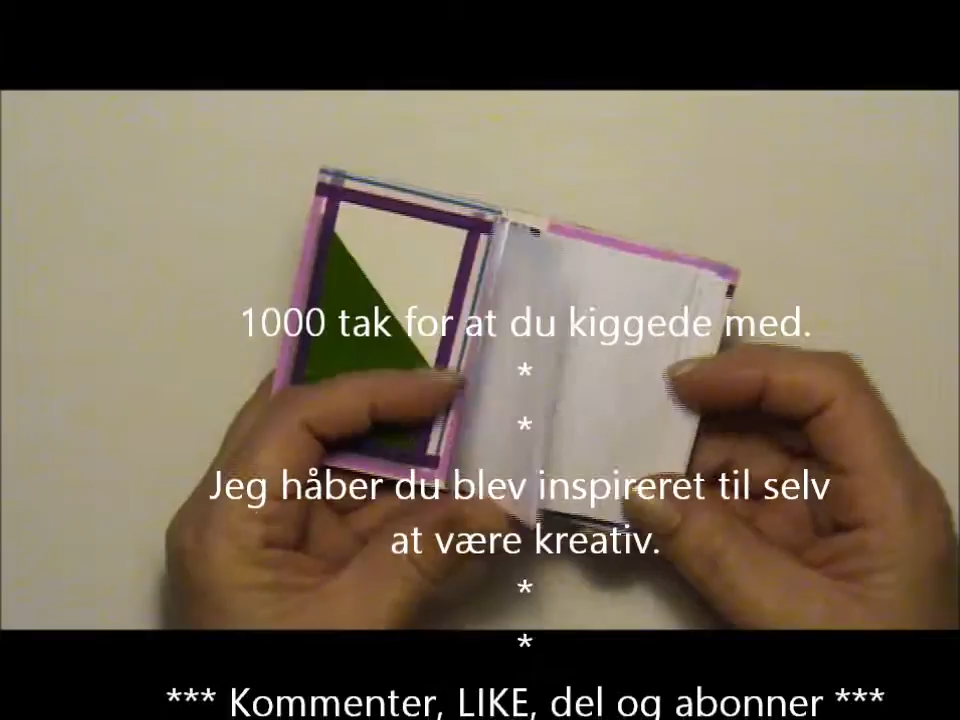 1000 tak for at du kiggede med.
*
*
Jeg håber du blev inspireret til selv
at være kreativ.
*
*
*** Kommenter, LIKE, del og abonner ***